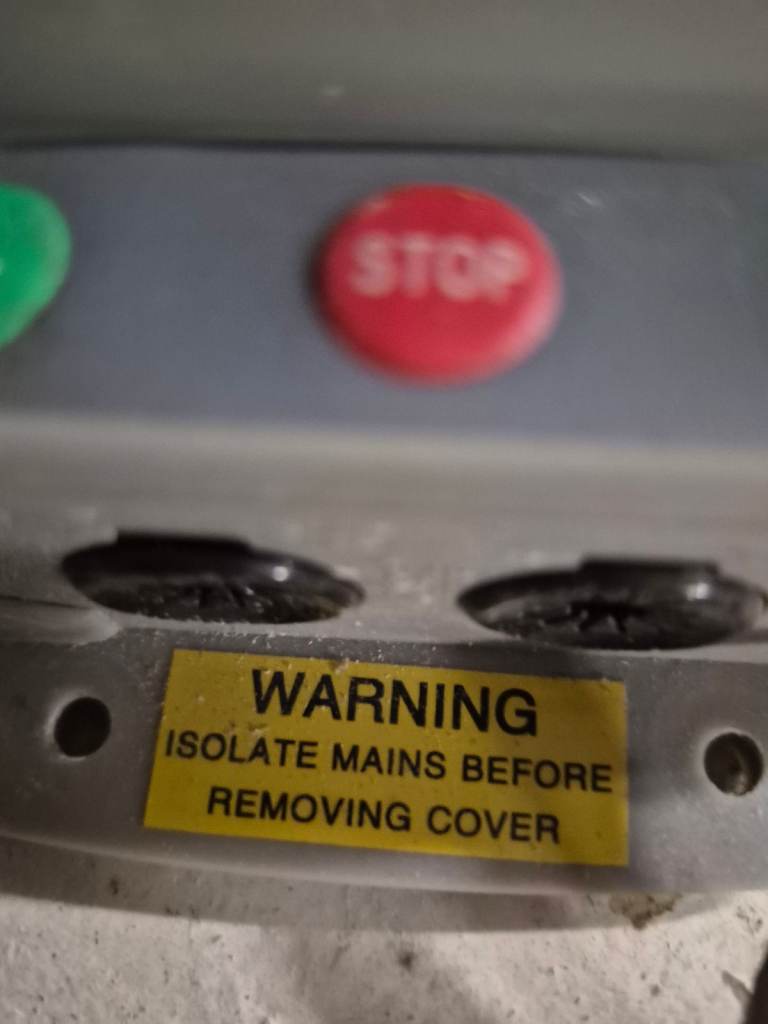 STOP
WARNING
ISOLATE MAINS BEFORE
REMOVING COVER